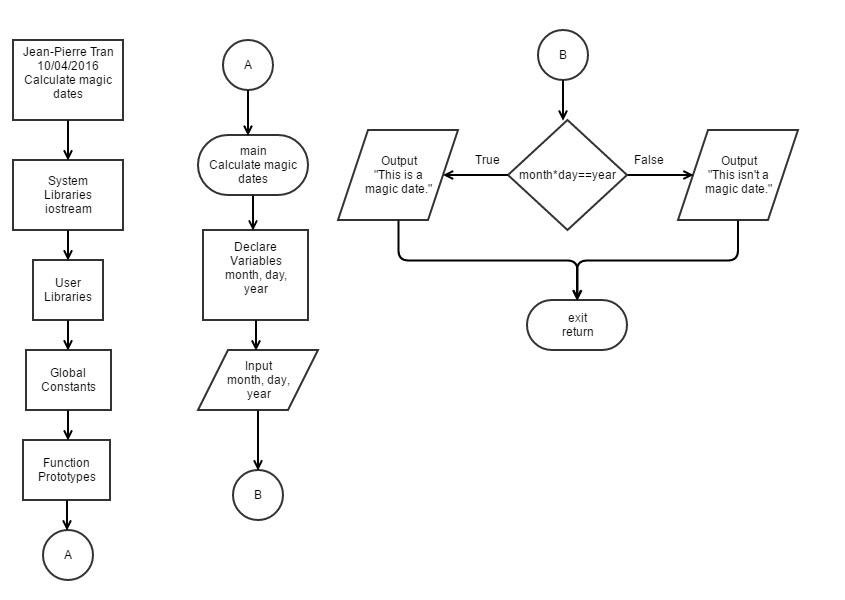 Jean-Pierre Tran
10/04/2016
Calculate magic
dates
System
Libraries
iostream
User
Libraries
Global
Constants
Function
Prototypes
A
A
main
Calculate magic
dates
Declare
Variables
month, day,
year
Input
month, day,
year
B
B
month*day==year
True
False
Output
"This is a
magic date."
Output
"This isn't a
magic date."
exit
return